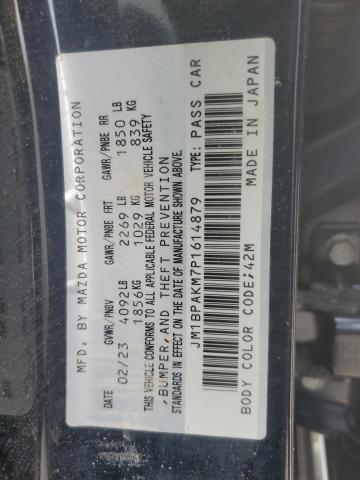 MFD. BY MAZDA MOTOR CORPORATION
DATE GVWR/PNBV GAWR/PNBE FRT GAWR/PNBE RR
02/23 4092LB 2269 LB 1850 LB
1856KG 1029 KG 839 KG
THIS VEHICLE CONFORMS TO ALL APPLICABLE FEDERAL MOTOR VEHICLE SAFETY
,BUMPER,AND THEFT PREVENTION
STANDARDS IN EFFECT ON THE DATE OF MANUFACTURE SHOWN ABOVE.
JM1BPAKM7P1614879 TYPE: PASS CAR
BODY COLOR CODE;42M MADE IN JAPAN